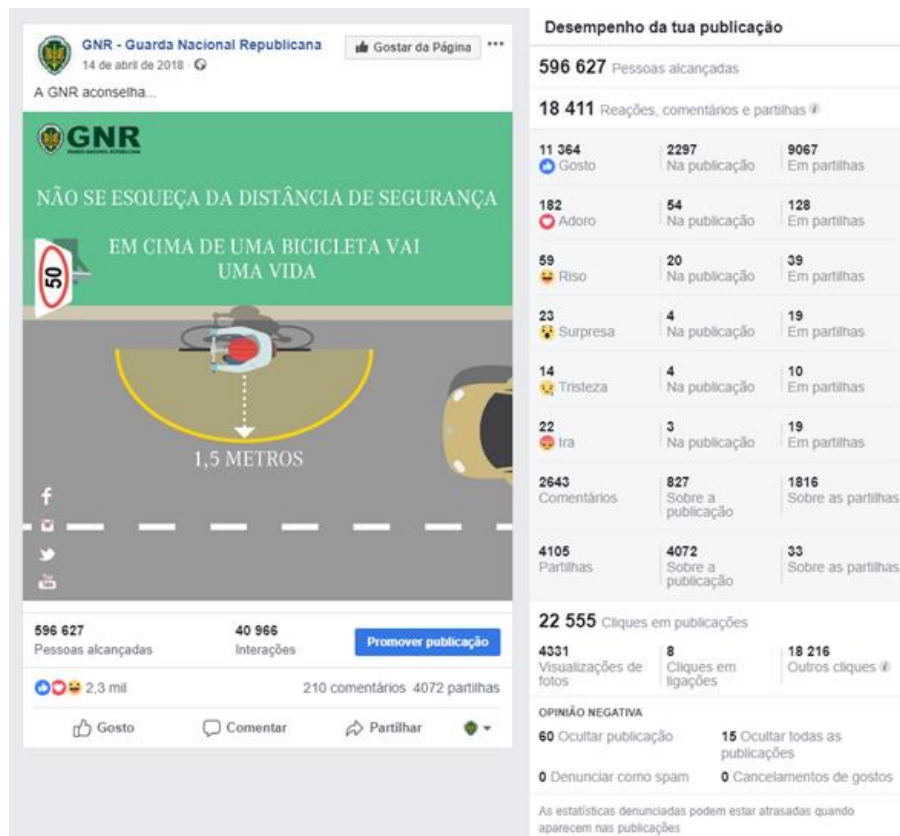 GNR - Guarda Nacional Republicana
14 de abril de 2018
Gostar da Página
A GNR aconselha...
GNR
NÃO SE ESQUEÇA DA DISTÂNCIA DE SEGURANÇA
EM CIMA DE UMA BICICLETA VAI
UMA VIDA
50
1,5 METROS
596 627
Pessoas alcançadas
40 966
Interações
Promover publicação
2,3 mil
210 comentários 4072 partilhas
Gosto
Comentar
Partilhar
Desempenho da tua publicação
596 627 Pessoas alcançadas
18 411 Reações, comentários e partilhas
11 364
Gosto
2297
Na publicação
9067
Em partilhas
182
Adoro
54
Na publicação
128
Em partilhas
59
Riso
20
Na publicação
39
Em partilhas
23
Surpresa
4
Na publicação
19
Em partilhas
14
Tristeza
4
Na publicação
10
Em partilhas
22
Ira
3
Na publicação
19
Em partilhas
2643
Comentários
827
Sobre a
publicação
1816
Sobre as partilhas
4105
Partilhas
4072
Sobre a
publicação
33
Sobre as partilhas
22 555 Cliques em publicações
4331
Visualizações de
fotos
8
Cliques em
ligações
18 216
Outros cliques
OPINIÃO NEGATIVA
60 Ocultar publicação
15 Ocultar todas as
publicações
0 Denunciar como spam
0 Cancelamentos de gostos
As estatísticas denunciadas podem estar atrasadas quando
aparecem nas publicações